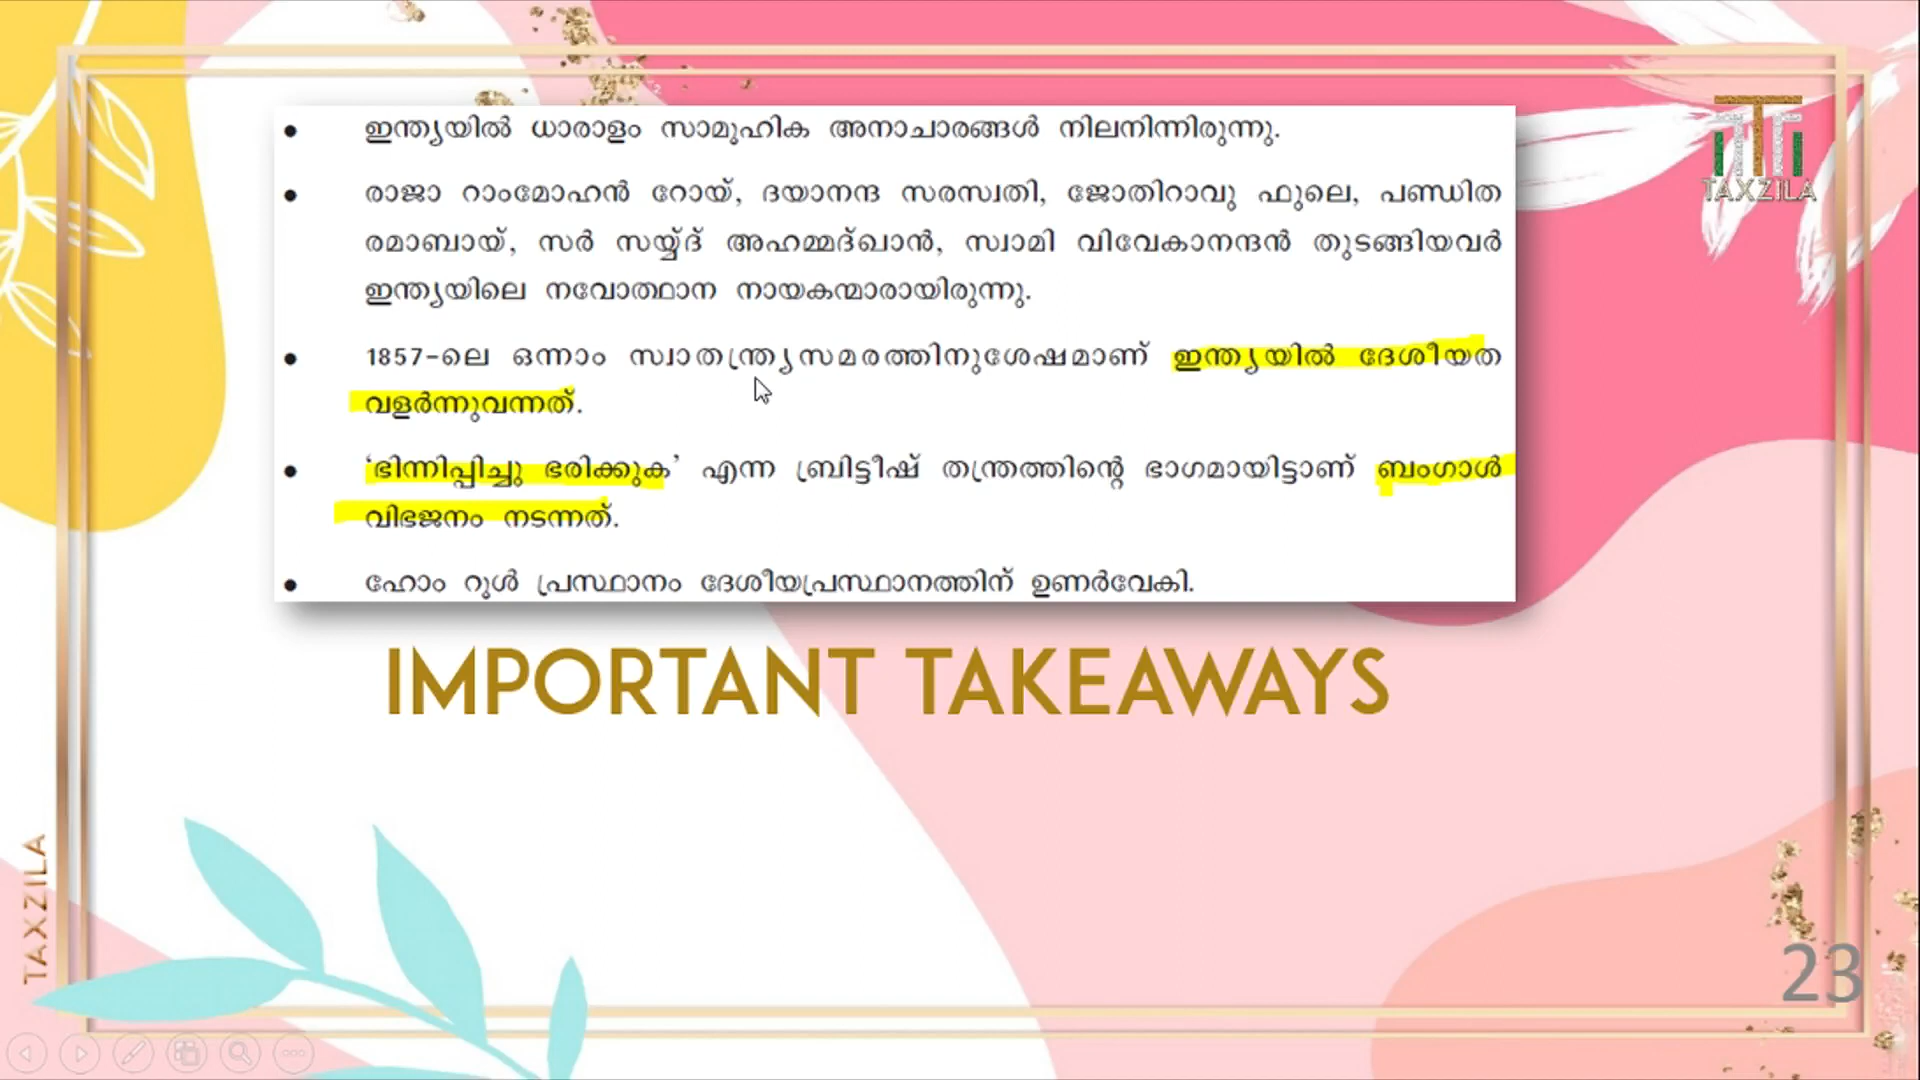 ഇന്ത്യയിൽ ധാരാളം സാമൂഹിക അനാചാരങ്ങൾ നിലനിന്നിരുന്നു.
രാജാ റാംമോഹൻ റോയ്, ദയാനന്ദ സരസ്വതി, ജോതിറാവു ഫുലെ, പണ്ഡിത
രമാബായ്, സർ സയ്യ്ദ് അഹമ്മദ്ഖാൻ, സ്വാമി വിവേകാനന്ദൻ തുടങ്ങിയവർ
ഇന്ത്യയിലെ നവോത്ഥാന നായകന്മാരായിരുന്നു.
1857-ലെ ഒന്നാം സ്വാതന്ത്ര്യസമരത്തിനുശേഷമാണ് ഇന്ത്യയിൽ ദേശീയത
വളർന്നുവന്നത്.
‘ഭിന്നിപ്പിച്ചു ഭരിക്കുക’ എന്ന ബ്രിട്ടീഷ് തന്ത്രത്തിന്റെ ഭാഗമായിട്ടാണ് ബംഗാൾ
വിഭജനം നടന്നത്.
ഹോം റൂൾ പ്രസ്ഥാനം ദേശീയപ്രസ്ഥാനത്തിന് ഉണർവേകി.
IMPORTANT TAKEAWAYS
TAXZILA
TAXZILA
23